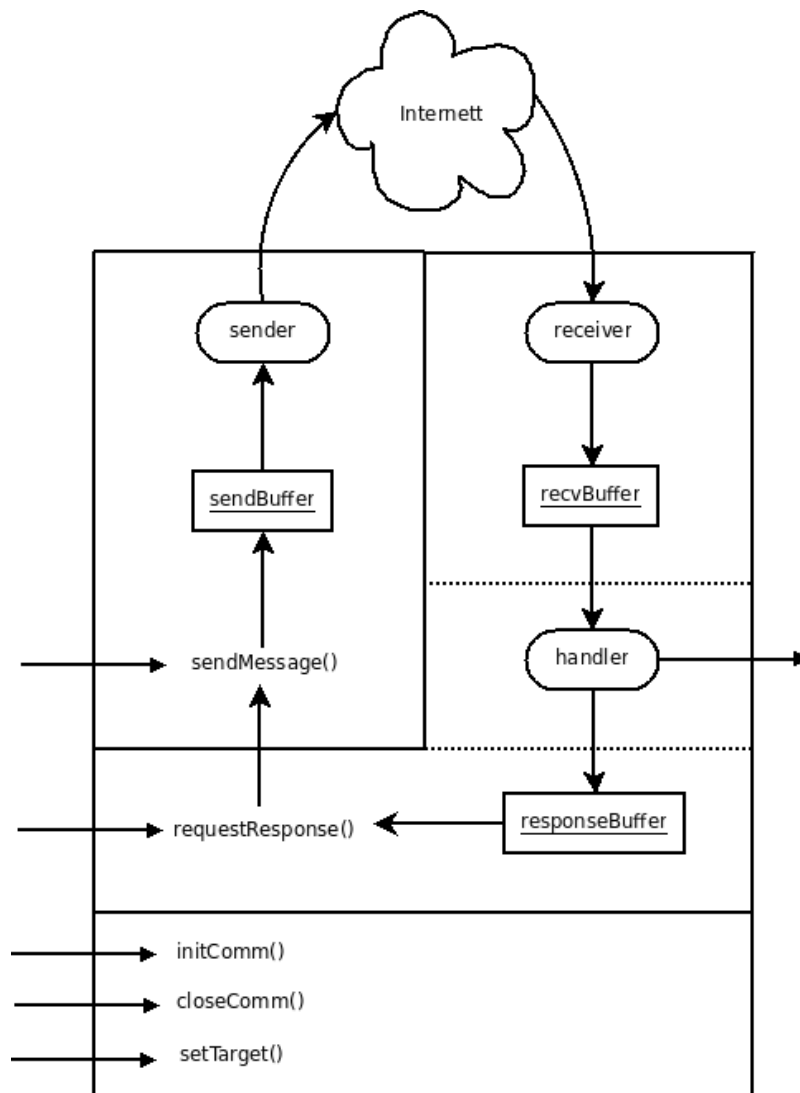 Internett
sender
receiver
sendBuffer
recvBuffer
sendMessage()
handler
requestResponse()
responseBuffer
initComm()
closeComm()
setTarget()